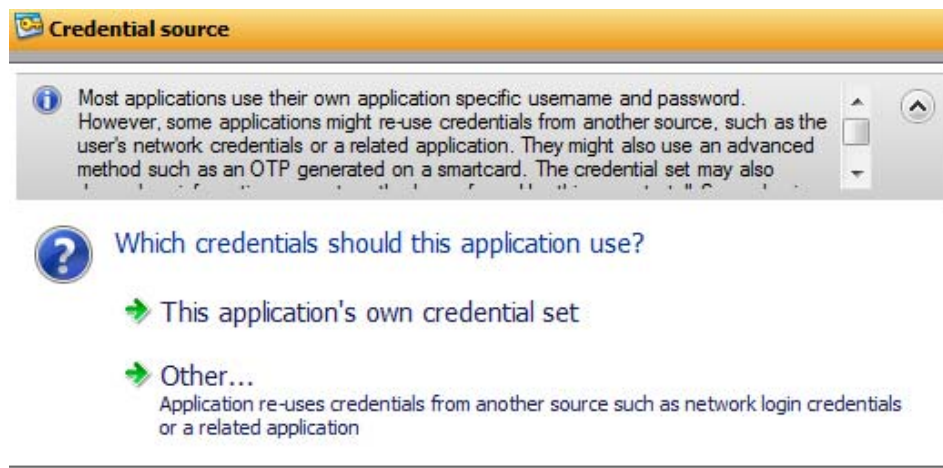 Credential source
Most applications use their own application specific username and password.
However, some applications might re-use credentials from another source, such as the
user's network credentials or a related application. They might also use an advanced
method such as an OTP generated on a smartcard. The credential set may also
Which credentials should this application use?
This application's own credential set
Other...
Application re-uses credentials from another source such as network login credentials
or a related application